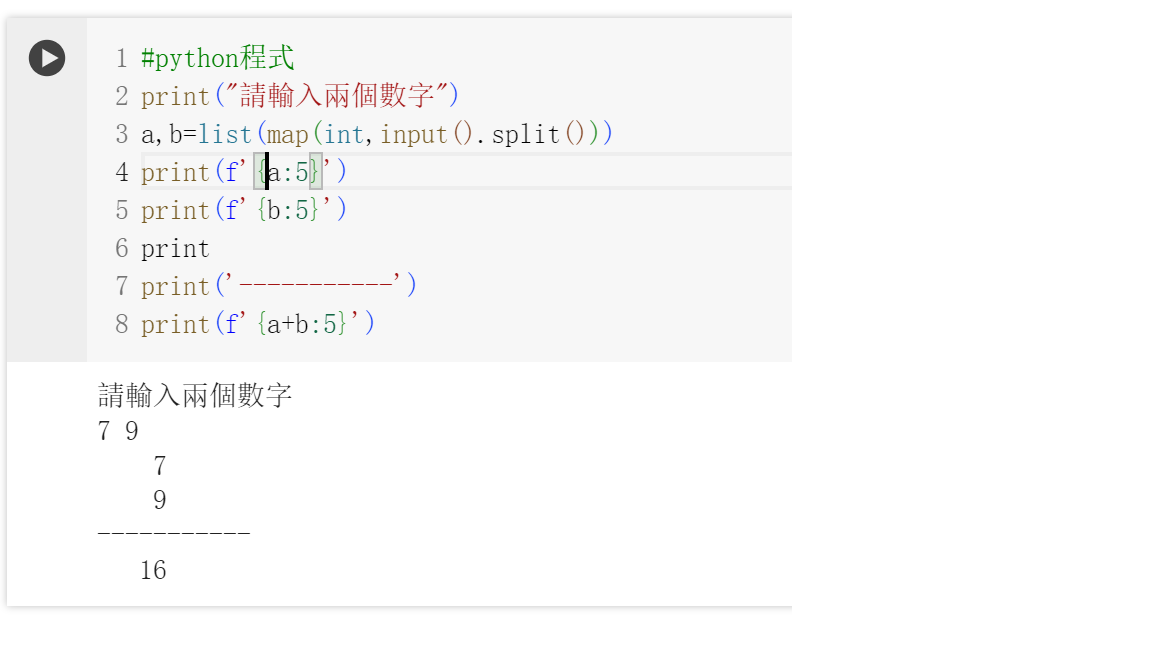 1 #python程式
2 print("請輸入兩個數字")
3 a,b=list(map(int,input().split()))
4 print(f'{a:5}')
5 print(f'{b:5}')
6 print
7 print('-----------')
8 print(f'{a+b:5}')
請輸入兩個數字
7 9
    7
    9
-----------
   16